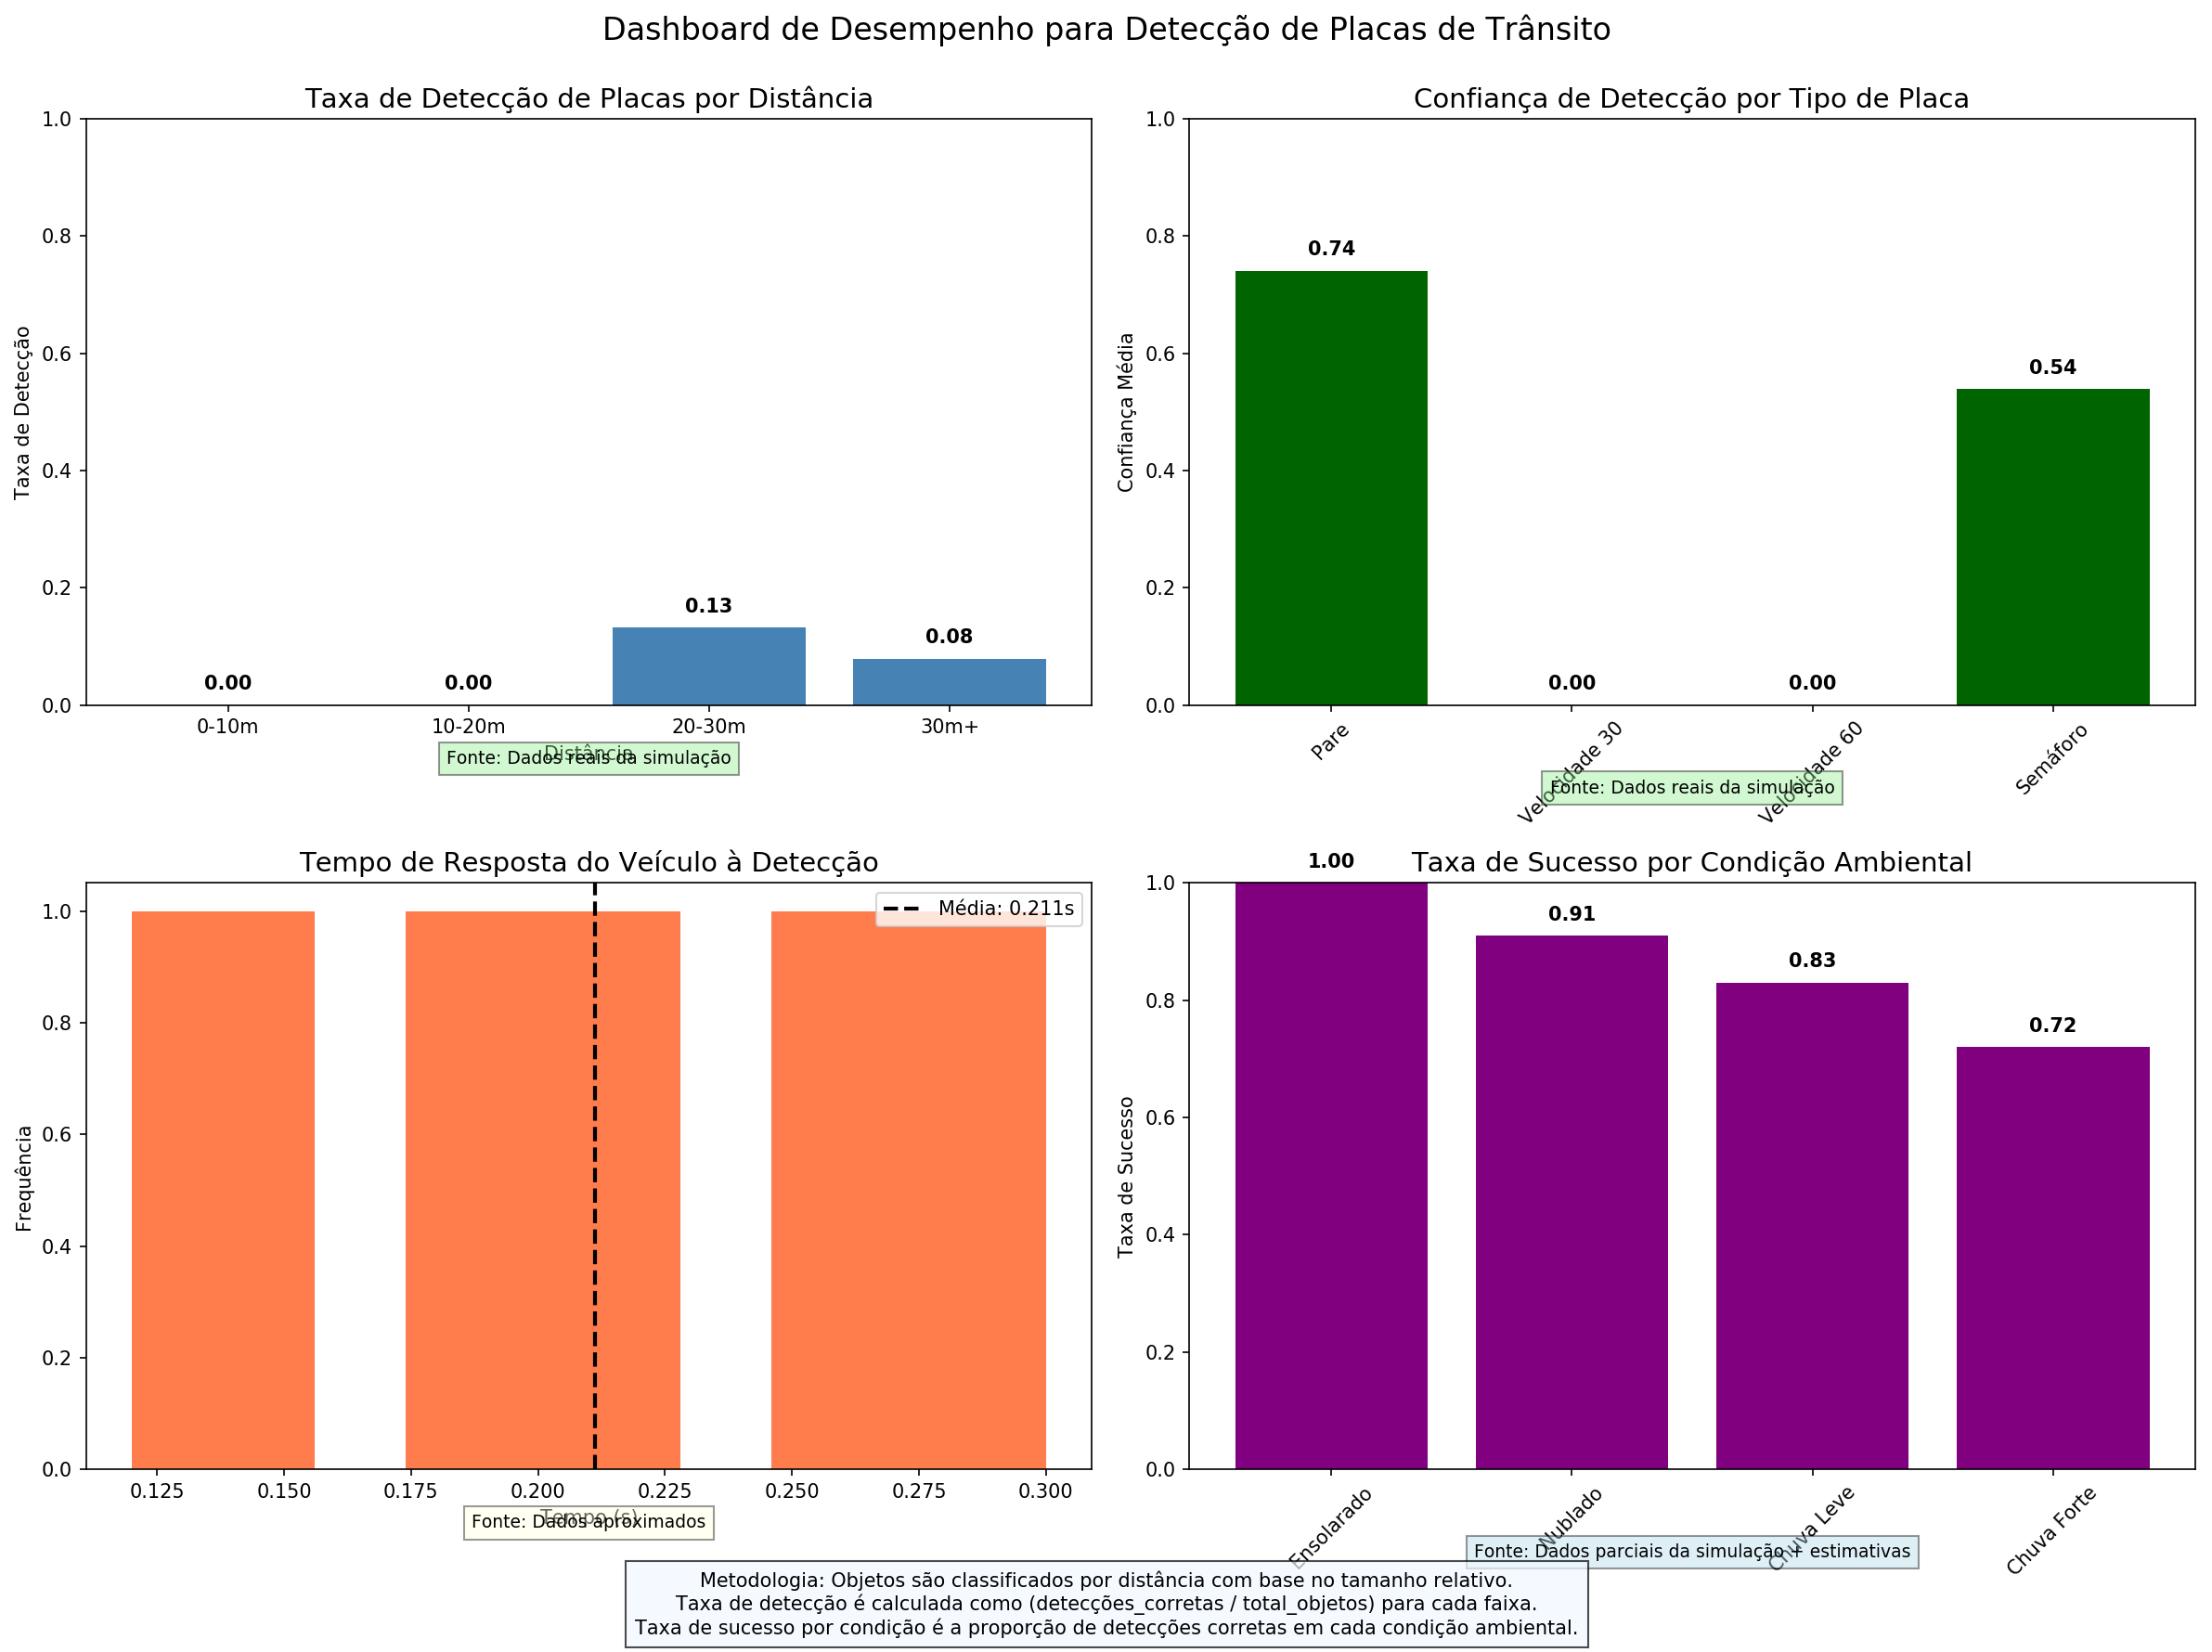 Dashboard de Desempenho para Detecção de Placas de Trânsito
Taxa de Detecção de Placas por Distância
Taxa de Detecção
1.0
0.8
0.6
0.4
0.2
0.0
0.00
0.00
0.13
0.08
0-10m
10-20m
20-30m
30m+
Distância
Fonte: Dados reais da simulação
Confiança de Detecção por Tipo de Placa
Confiança Média
1.0
0.8
0.6
0.4
0.2
0.0
0.74
0.00
0.00
0.54
Pare
Velocidade 30
Velocidade 60
Semáforo
Fonte: Dados reais da simulação
Tempo de Resposta do Veículo à Detecção
Frequência
1.0
0.8
0.6
0.4
0.2
0.0
Média: 0.211s
0.125
0.150
0.175
0.200
0.225
0.250
0.275
0.300
Tempo (s)
Fonte: Dados aproximados
Taxa de Sucesso por Condição Ambiental
Taxa de Sucesso
1.0
0.8
0.6
0.4
0.2
0.0
1.00
0.91
0.83
0.72
Ensolarado
Nublado
Chuva Leve
Chuva Forte
Fonte: Dados parciais da simulação + estimativas
Metodologia: Objetos são classificados por distância com base no tamanho relativo.
Taxa de detecção é calculada como (detecções_corretas / total_objetos) para cada faixa.
Taxa de sucesso por condição é a proporção de detecções corretas em cada condição ambiental.